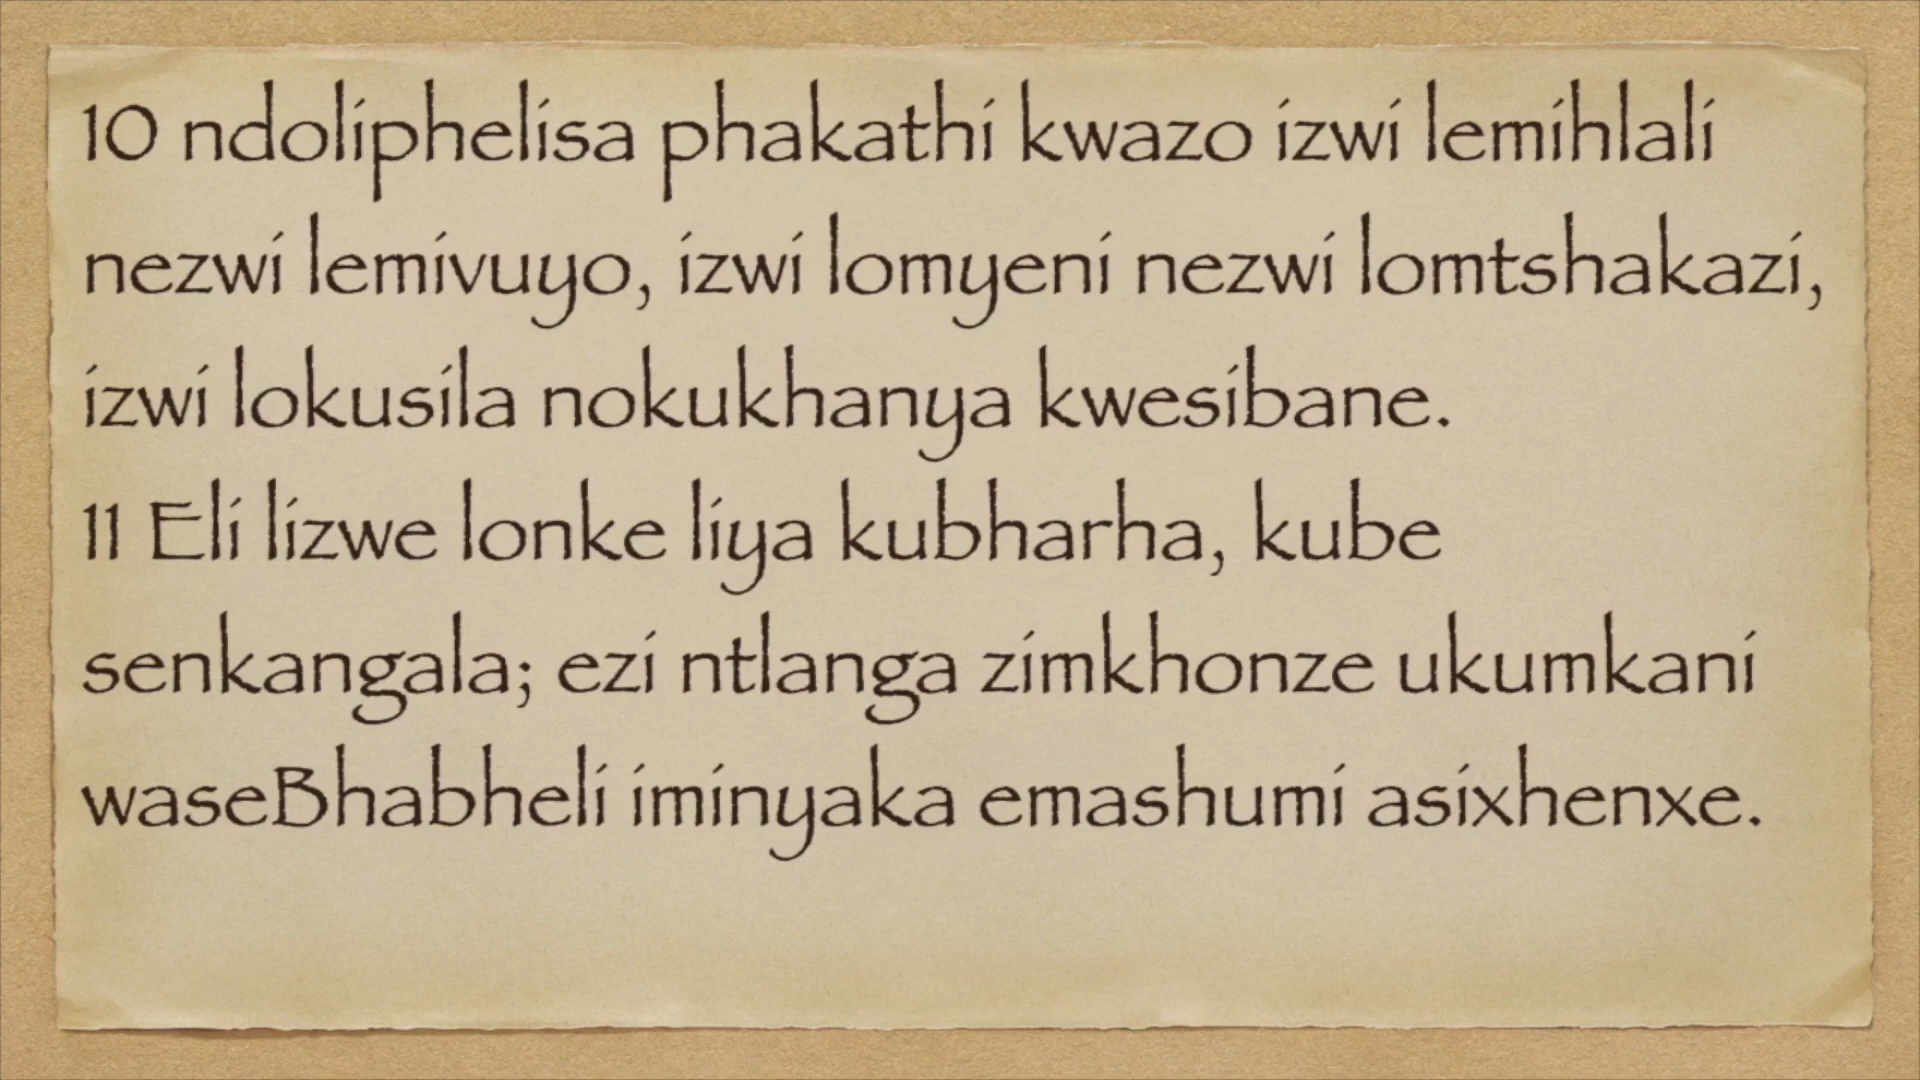 10 ndoliphelisa phakathi kwazo izwi lemihlali
nezwi lemivuyo, izwi lomyeni nezwi lomtshakazi,
izwi lokusila nokukhanya kwesibane.
11 Eli lizwe lonke liya kubharha, kube
senkangala; ezi ntlanga zimkhonze ukumkani
waseBhabheli iminyaka emashumi asixhenxe.